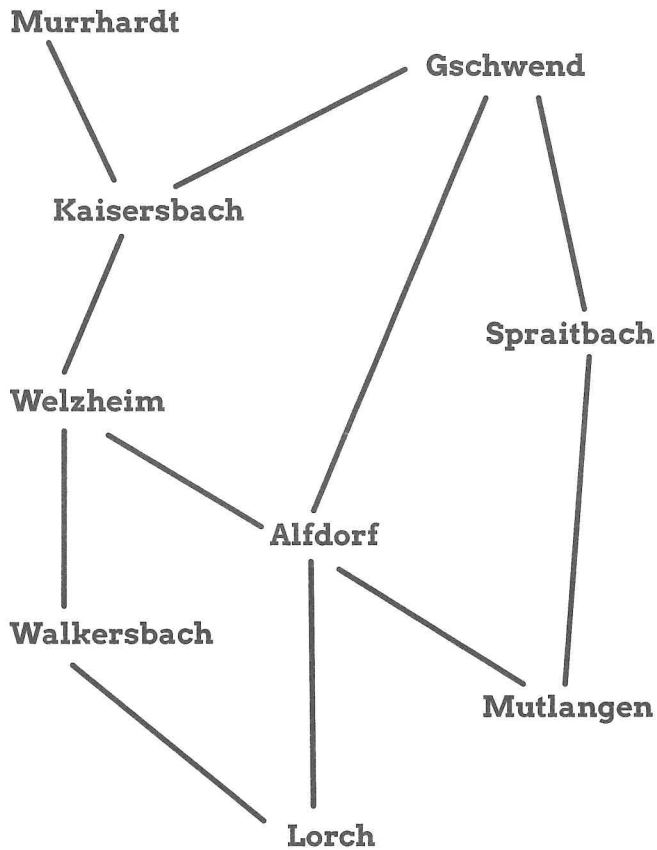 Murrhardt
Gschwend
Kaisersbach
Spraitbach
Welzheim
Alfdorf
Walkersbach
Mutlangen
Lorch